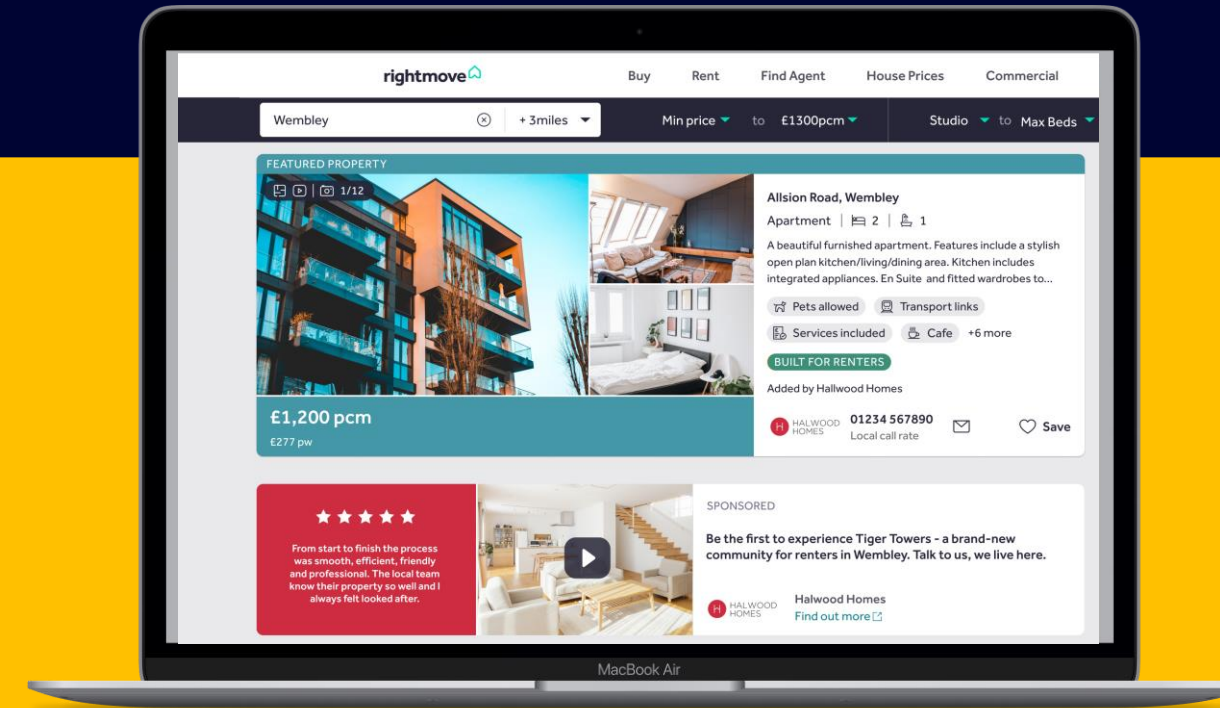 rightmove
Buy Rent Find Agent House Prices Commercial
Wembley + 3miles Min price to £1300pcm Studio to Max Beds
FEATURED PROPERTY
1/12
Allsion Road, Wembley
Apartment | 2 | 1
A beautiful furnished apartment. Features include a stylish
open plan kitchen/living/dining area. Kitchen includes
integrated appliances. En Suite and fitted wardrobes to...
Pets allowed Transport links
Services included Cafe +6 more
BUILT FOR RENTERS
Added by Hallwood Homes
£1,200 pcm
£277 pw
H HALWOOD
HOMES
01234 567890
Local call rate
Save
From start to finish the process
was smooth, efficient, friendly
and professional. The local team
know their property so well and I
always felt looked after.
SPONSORED
Be the first to experience Tiger Towers - a brand-new
community for renters in Wembley. Talk to us, we live here.
H HALWOOD
HOMES
Halwood Homes
Find out more
MacBook Air